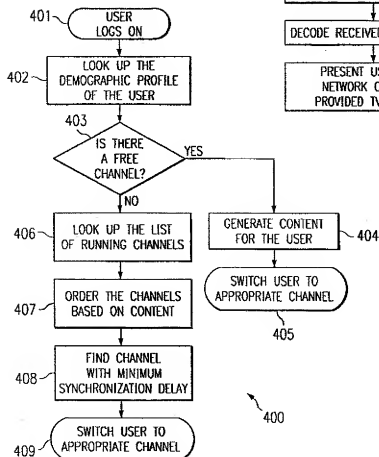 401
USER
LOGS ON
402
LOOK UP THE
DEMOGRAPHIC PROFILE
OF THE USER
403
IS THERE
A FREE
CHANNEL?
YES
NO
406
LOOK UP THE LIST
OF RUNNING CHANNELS
GENERATE CONTENT
FOR THE USER
404
407
ORDER THE CHANNELS
BASED ON CONTENT
SWITCH USER TO
APPROPRIATE CHANNEL
405
408
FIND CHANNEL
WITH MINIMUM
SYNCHRONIZATION DELAY
400
409
SWITCH USER TO
APPROPRIATE CHANNEL
DECODE RECEIVE
PRESENT US
NETWORK O
PROVIDED TV